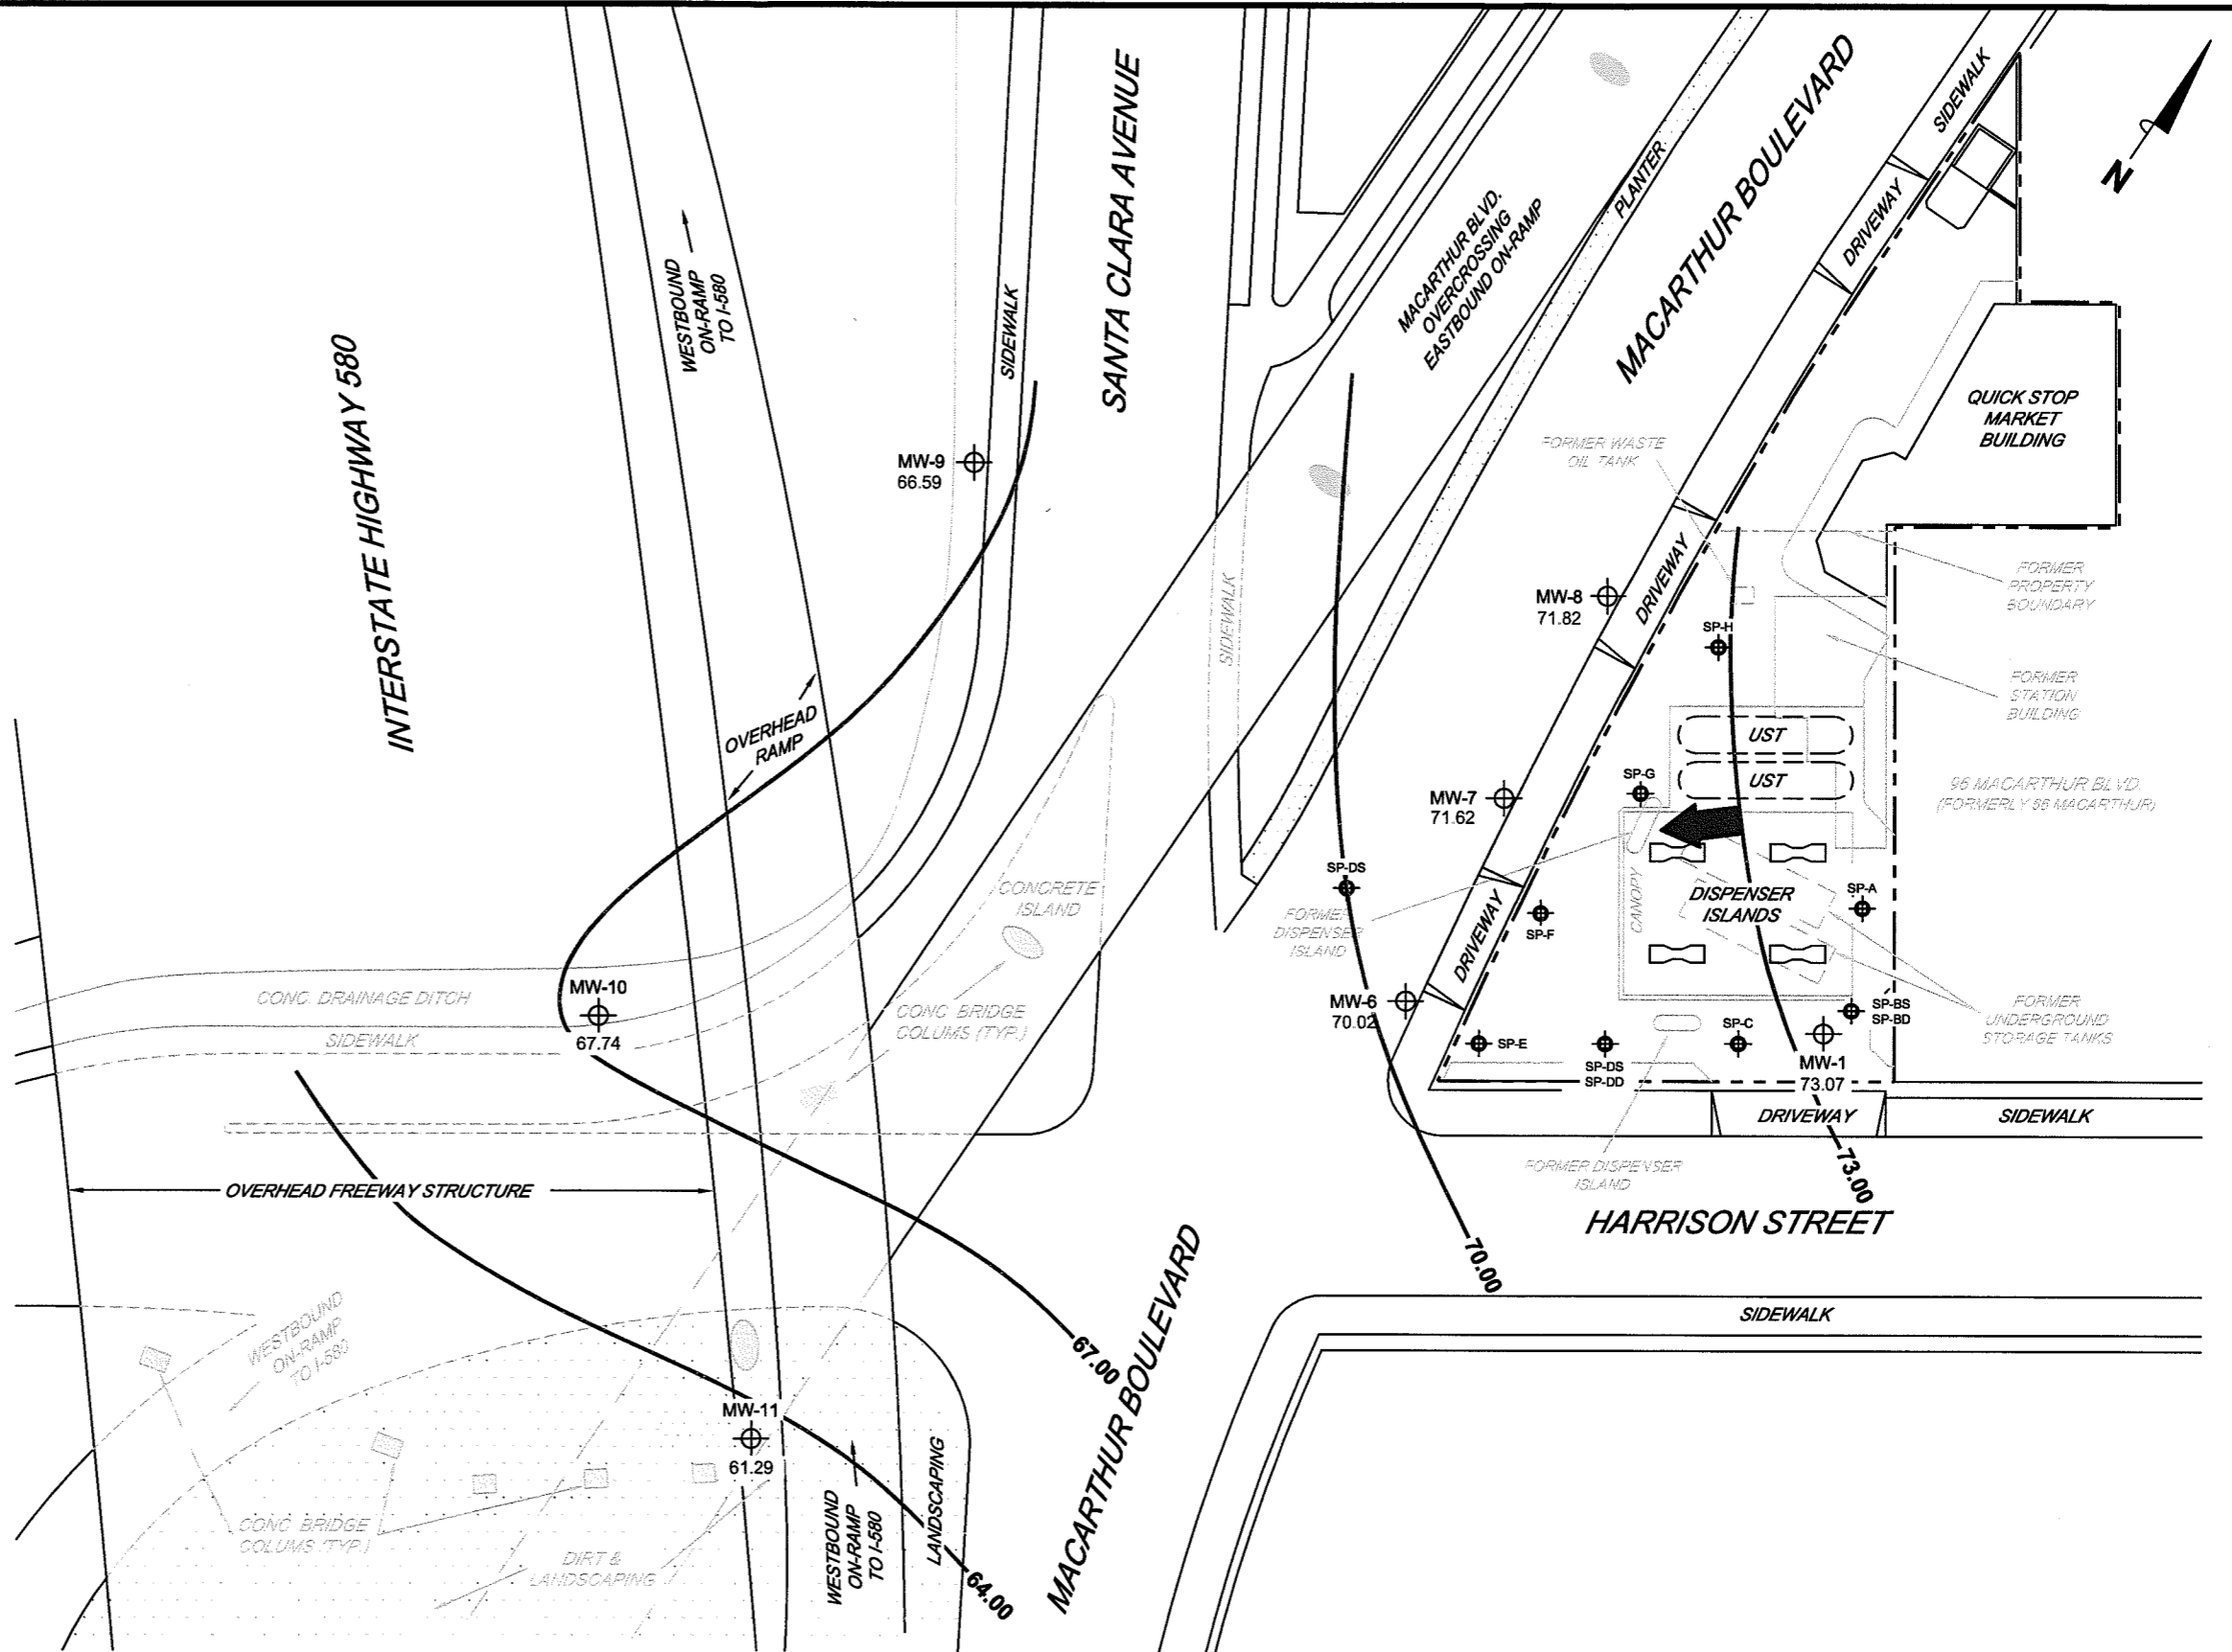 INTERSTATE HIGHWAY 580
WESTBOUND
ON-RAMP
TO I-580
SIDEWALK
SANTA CLARA AVENUE
MACARTHUR BLVD.
OVERCROSSING
EASTBOUND ON-RAMP
PLANTER
MACARTHUR BOULEVARD
SIDEWALK
DRIVEWAY
N
QUICK STOP
MARKET
BUILDING
MW-9
66.59
FORMER WASTE
OIL TANK
DRIVEWAY
FORMER
PROPERTY
BOUNDARY
MW-8
71.82
SIDEWALK
SP-H
FORMER
STATION
BUILDING
OVERHEAD
RAMP
UST
UST
SP-G
MW-7
71.62
96 MACARTHUR BLVD.
(FORMERLY 86 MACARTHUR)
SP-DS
CONCRETE
ISLAND
FORMER
DISPENSER
ISLAND
DRIVEWAY
SP-F
CANOPY
DISPENSER
ISLANDS
SP-A
CONC. DRAINAGE DITCH
SIDEWALK
MW-10
67.74
CONC BRIDGE
COLUMS (TYP.)
MW-6
70.02
SP-E
SP-DS
SP-DD
SP-C
SP-BS
SP-BD
MW-1
73.07
FORMER
UNDERGROUND
STORAGE TANKS
DRIVEWAY
SIDEWALK
FORMER DISPENSER
ISLAND
73.00
OVERHEAD FREEWAY STRUCTURE
HARRISON STREET
70.00
WESTBOUND
ON-RAMP
TO I-580
67.00
SIDEWALK
MACARTHUR BOULEVARD
MW-11
61.29
WESTBOUND
ON-RAMP
TO I-580
LANDSCAPING
CONC BRIDGE
COLUMS (TYP.)
DIRT &
LANDSCAPING
64.00